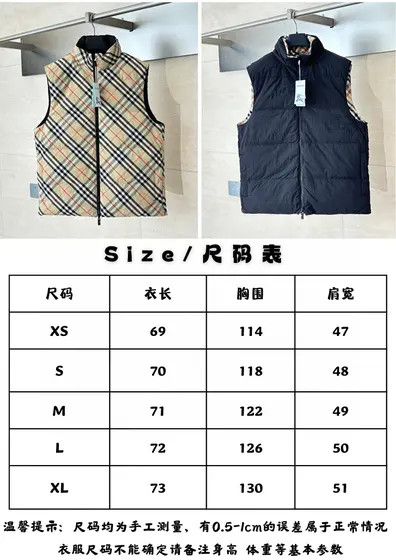 Size/尺码表
尺码 衣长 胸围 肩宽
XS 69 114 47
S 70 118 48
M 71 122 49
L 72 126 50
XL 73 130 51
温馨提示: 尺码均为手工测量，有0.5-1cm的误差属于正常情况
衣服尺码不能确定请备注身高 体重等基本参数